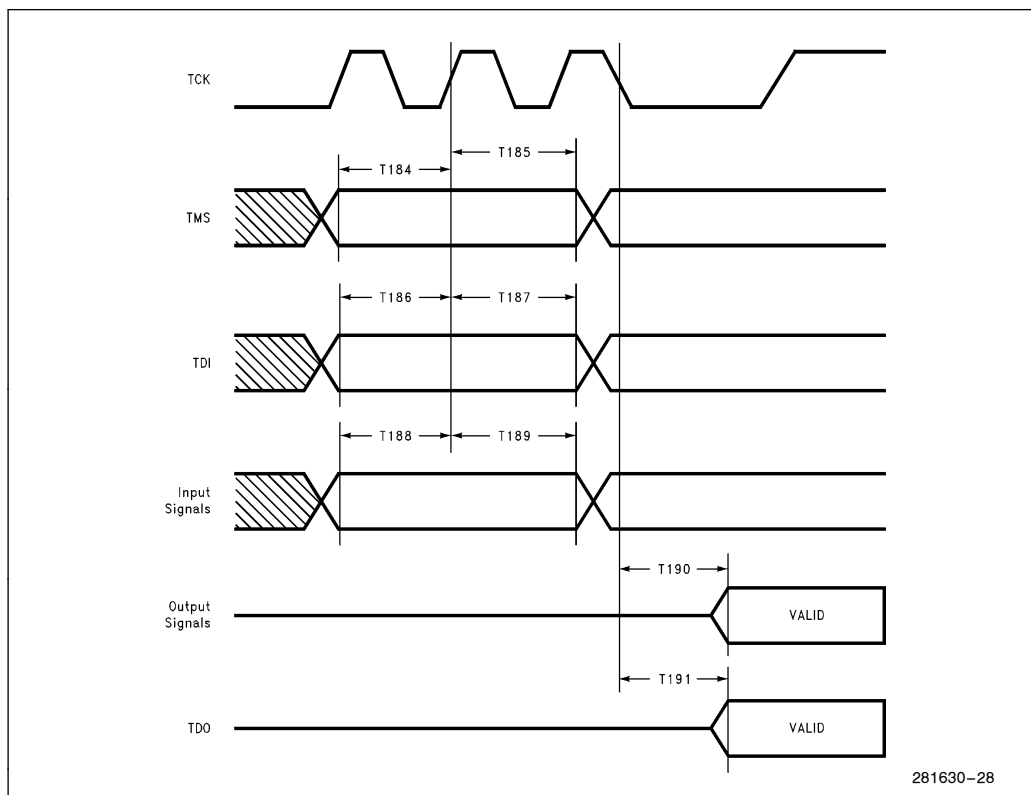 TCK
T185
T184
TMS
T186
T187
TDI
T188
T189
Input
Signals
T190
Output
Signals
VALID
T191
TDO
VALID
281630–28